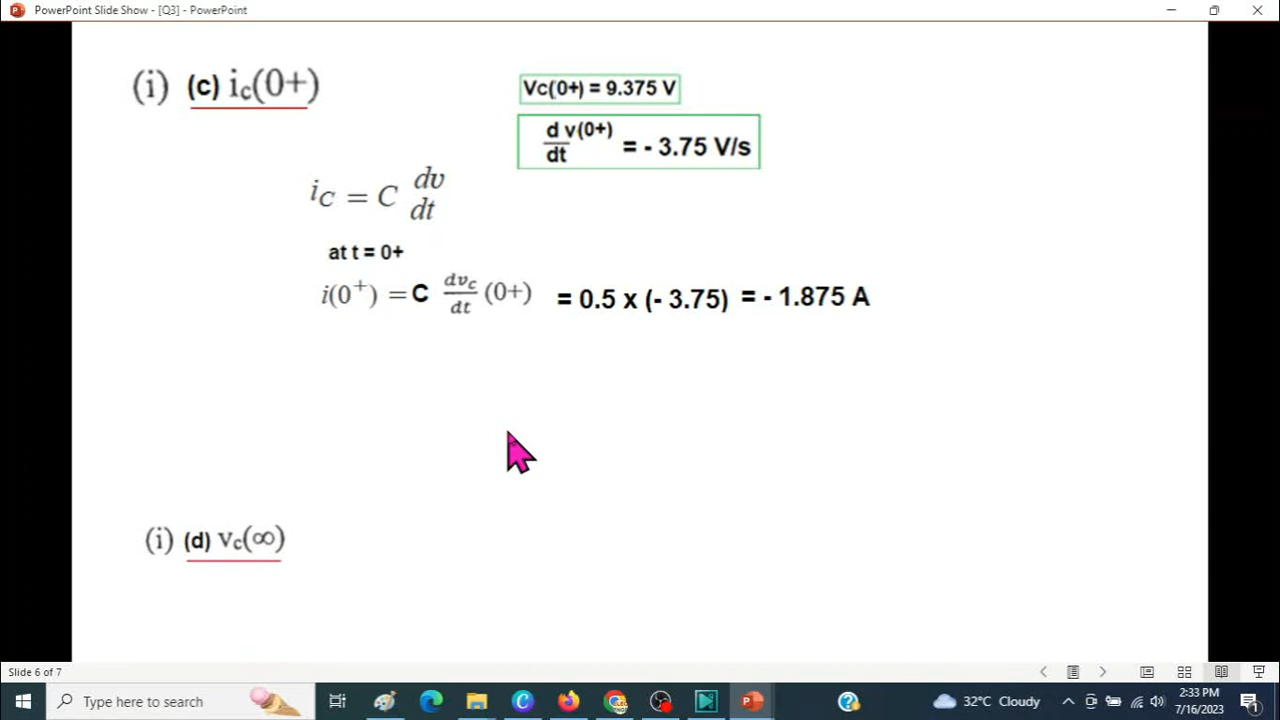 PowerPoint Slide Show - [Q3] - PowerPoint
(i) (c) ic(0+)
Vc(0+) = 9.375 V
d v(0+)
dt
= - 3.75 V/s
iC = C dv
dt
at t = 0+
i(0+) = C dvc
dt
(0+) = 0.5 x (- 3.75) = - 1.875 A
(i) (d) vc(∞)
Slide 6 of 7
Type here to search
32°C Cloudy
2:33 PM
7/16/2023
1